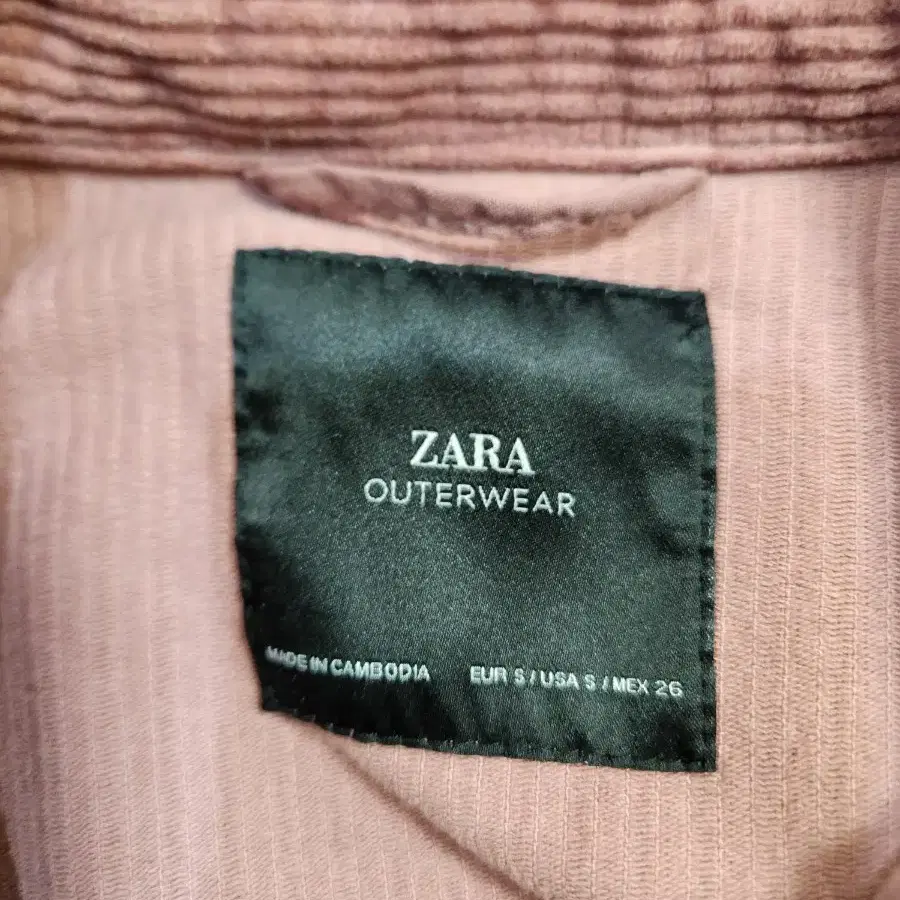 ZARA
OUTERWEAR
MADE IN CAMBODIA
EUR S / USA S / MEX 26